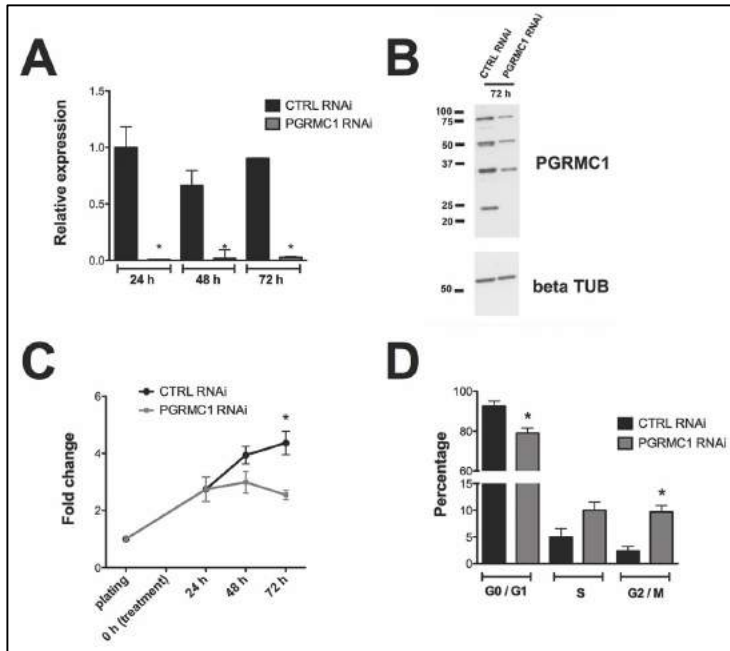 A
CTRL RNAi
PGRMC1 RNAi
Relative expression
1.5
1.0
0.5
0.0
*
*
*
24 h
48 h
72 h
B
CTRL RNAi
PGRMC1 RNAi
72 h
100
75
50
37
25
20
PGRMC1
50
beta TUB
C
CTRL RNAi
PGRMC1 RNAi
Fold change
6
4
2
0
*
plating
0 h (treatment)
24 h
48 h
72 h
D
CTRL RNAi
PGRMC1 RNAi
Percentage
100
80
60
15
10
5
0
*
*
G0 / G1
S
G2 / M